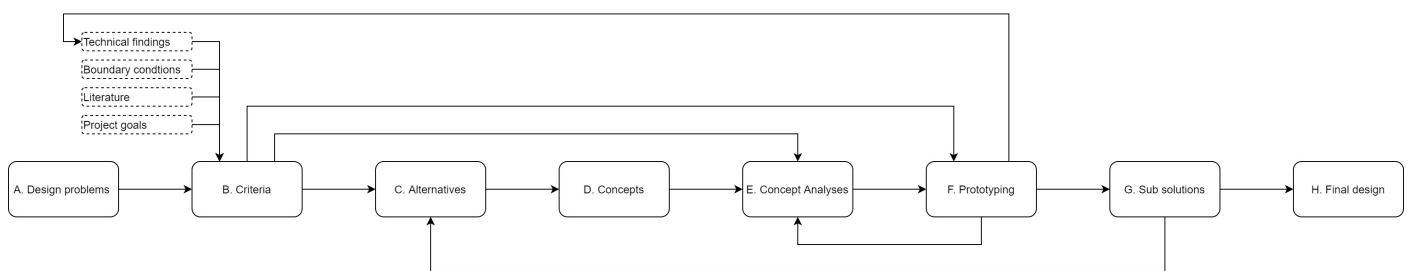 Technical findings
Boundary condtions
Literature
Project goals
A. Design problems
B. Criteria
C. Alternatives
D. Concepts
E. Concept Analyses
F. Prototyping
G. Sub solutions
H. Final design